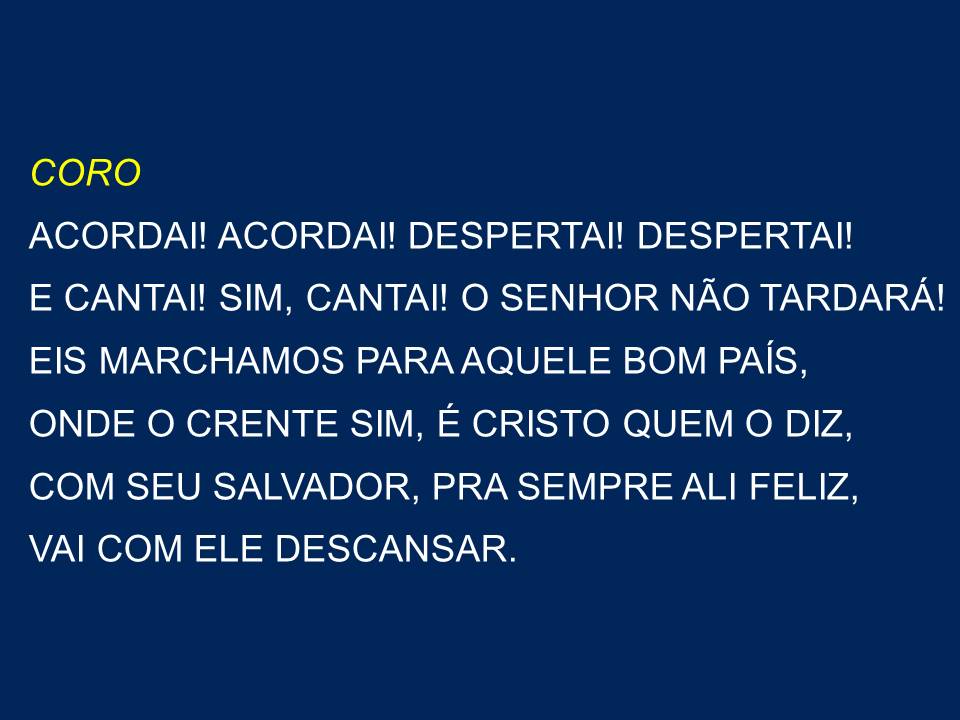 CORO
ACORDAI! ACORDAI! DESPERTAI! DESPERTAI!
E CANTAI! SIM, CANTAI! O SENHOR NÃO TARDARÁ!
EIS MARCHAMOS PARA AQUELE BOM PAÍS,
ONDE O CRENTE SIM, É CRISTO QUEM O DIZ,
COM SEU SALVADOR, PRA SEMPRE ALI FELIZ,
VAI COM ELE DESCANSAR.